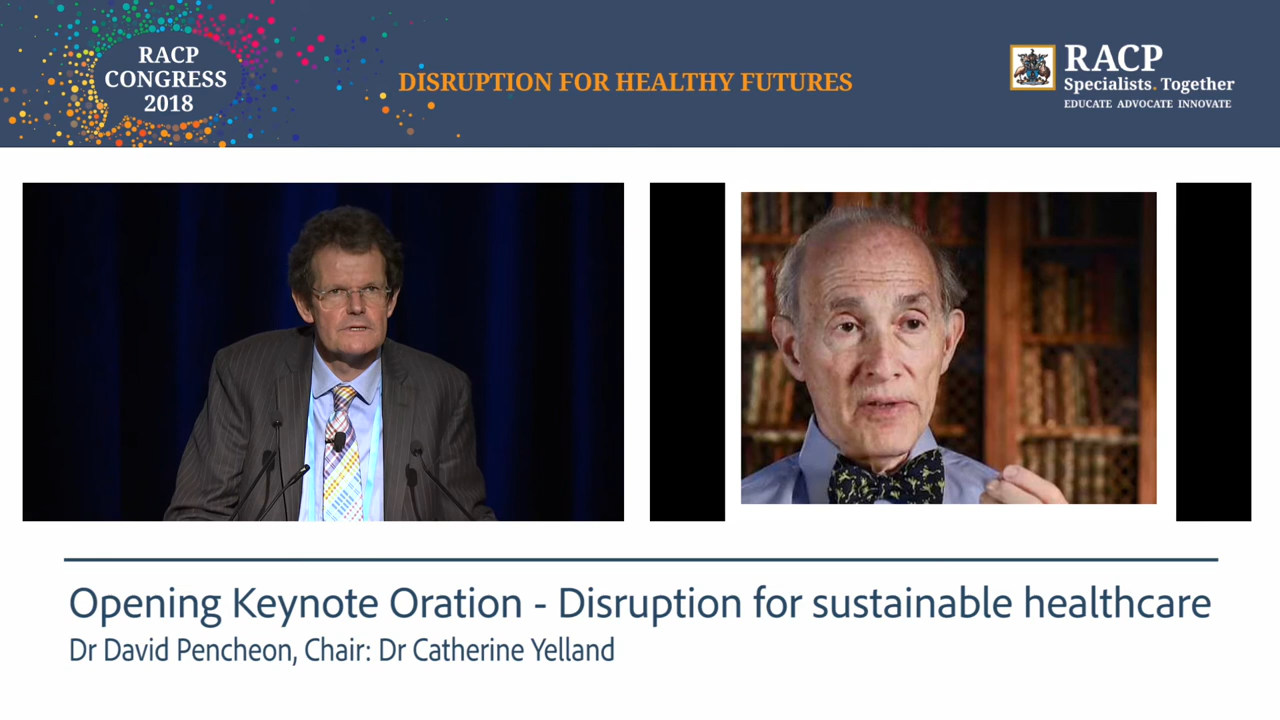 RACP
CONGRESS
2018
DISRUPTION FOR HEALTHY FUTURES
RACP
Specialists. Together
EDUCATE ADVOCATE INNOVATE
Opening Keynote Oration - Disruption for sustainable healthcare
Dr David Pencheon, Chair: Dr Catherine Yelland